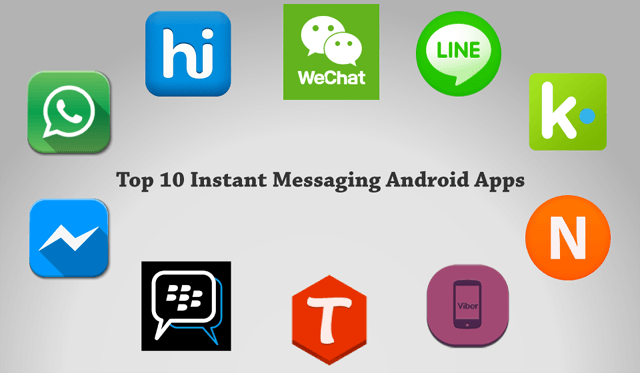 hi
WeChat
LINE
k
Top 10 Instant Messaging Android Apps
N
T
Viber